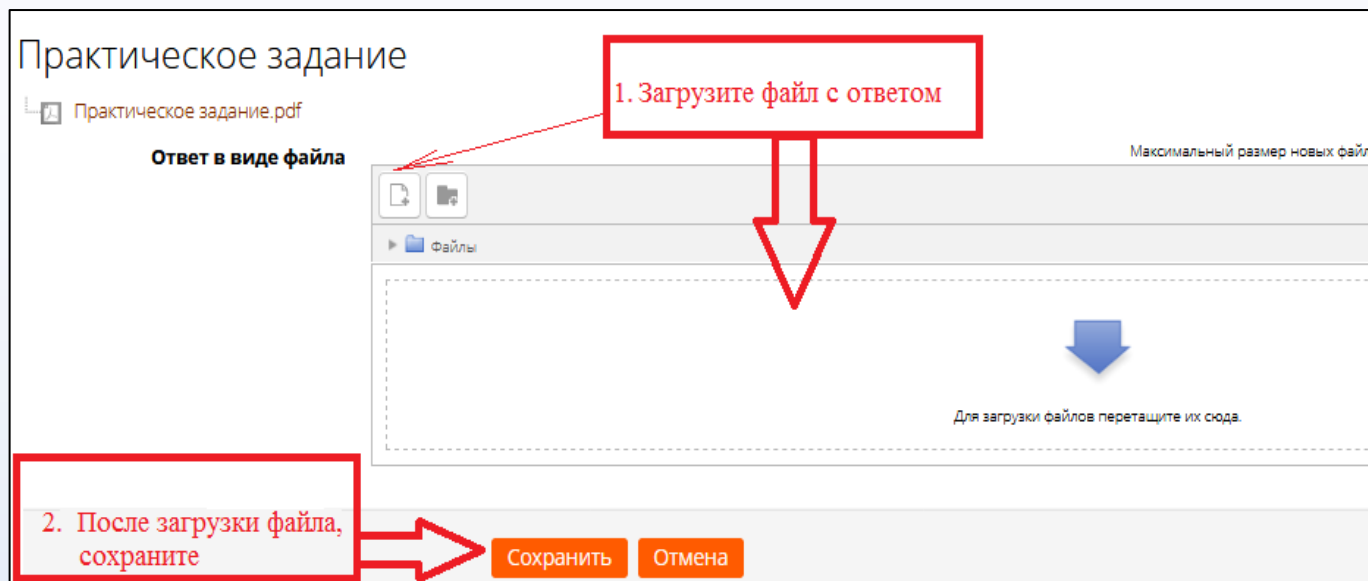 Практическое задание
Практическое задание.pdf
1. Загрузите файл с ответом
Ответ в виде файла
Максимальный размер новых
Файлы
Для загрузки файлов перетащите их сюда.
2. После загрузки файла,
сохраните
Сохранить
Отмена